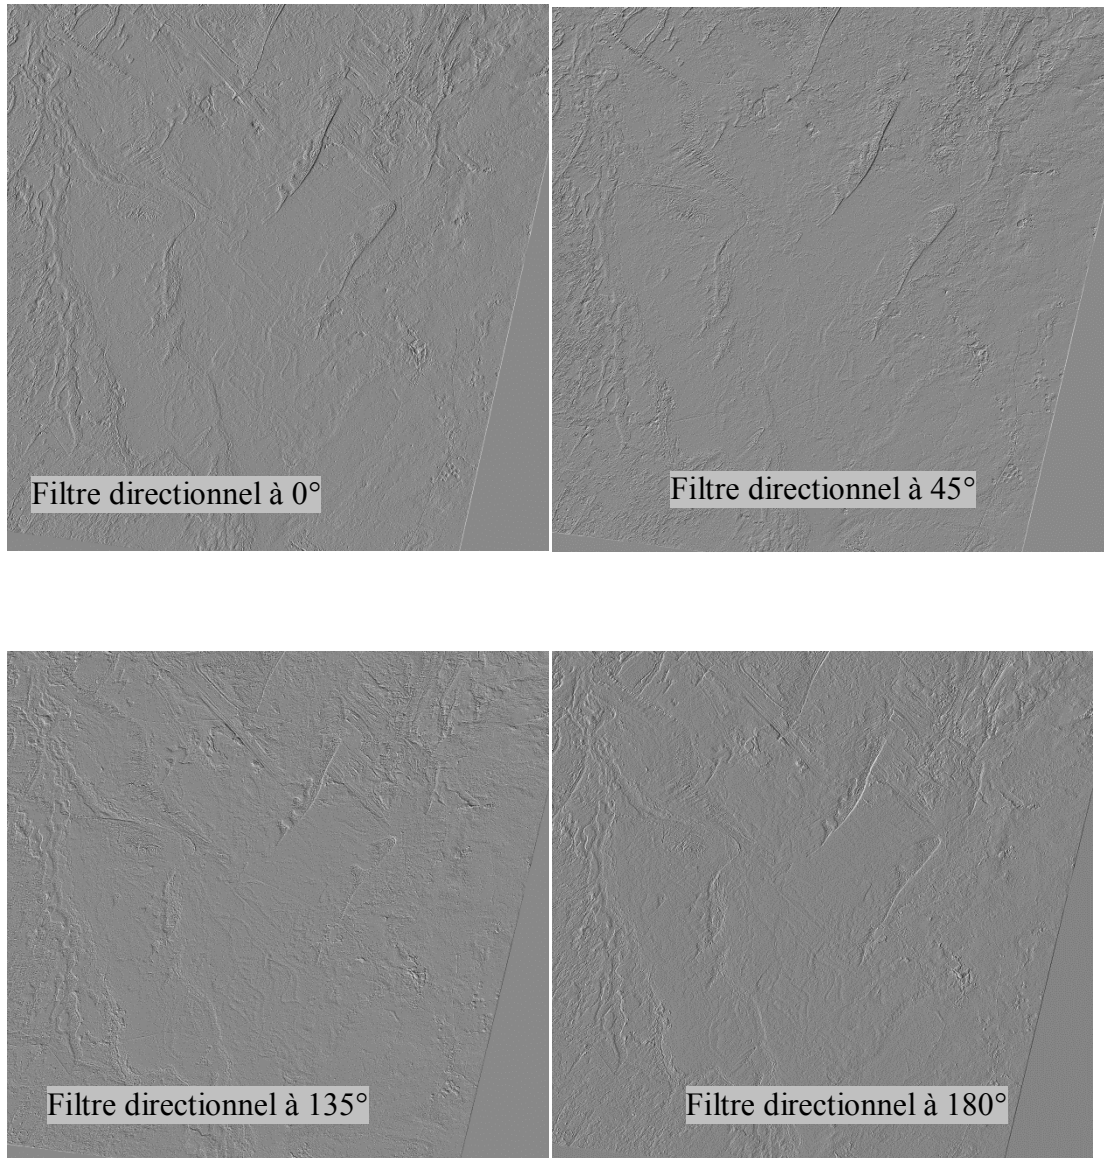 Filtre directionnel à 0°
Filtre directionnel à 45°
Filtre directionnel à 135°
Filtre directionnel à 180°